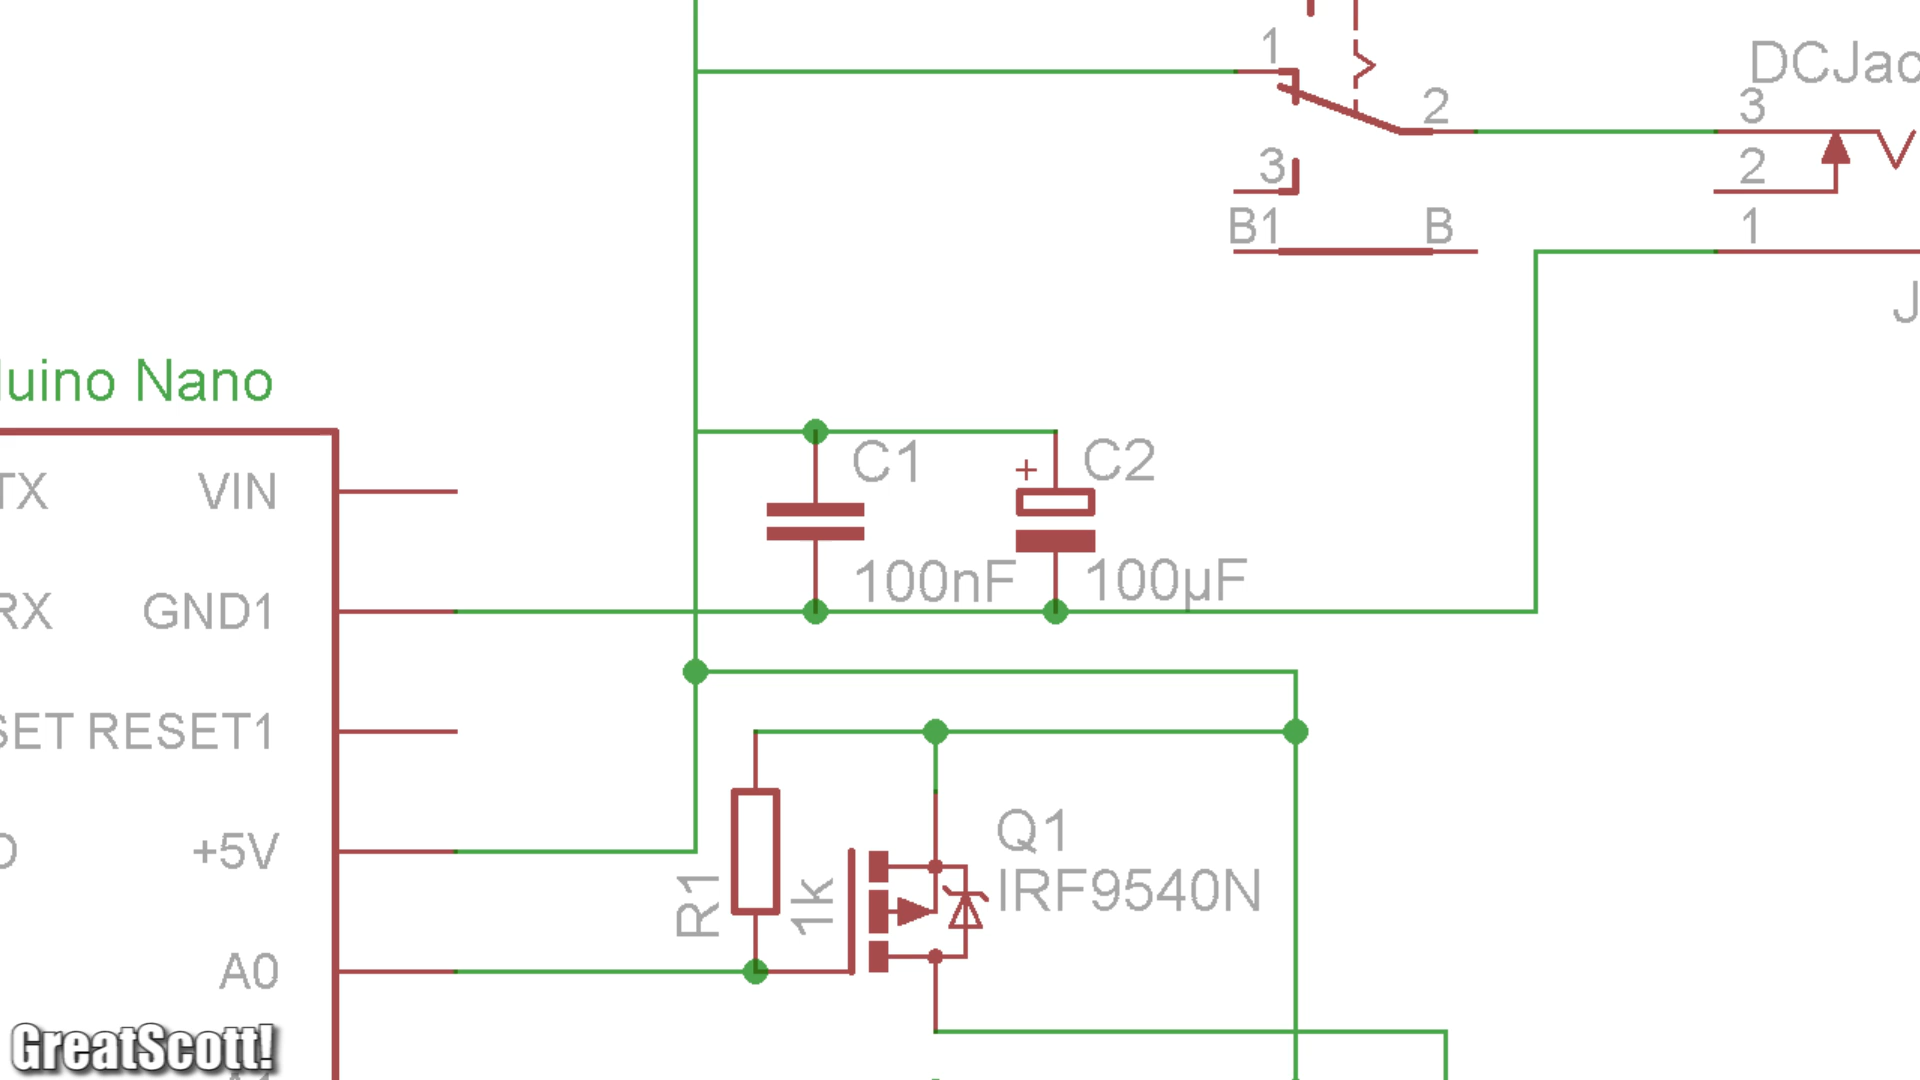 1
DCJac
2
3
3
2
B1
B
1
J
uino Nano
C1
+
C2
TX
VIN
100nF
100µF
RX
GND1
SET
RESET1
Q1
+5V
IRF9540N
R1
1k
A0
GreatScott!